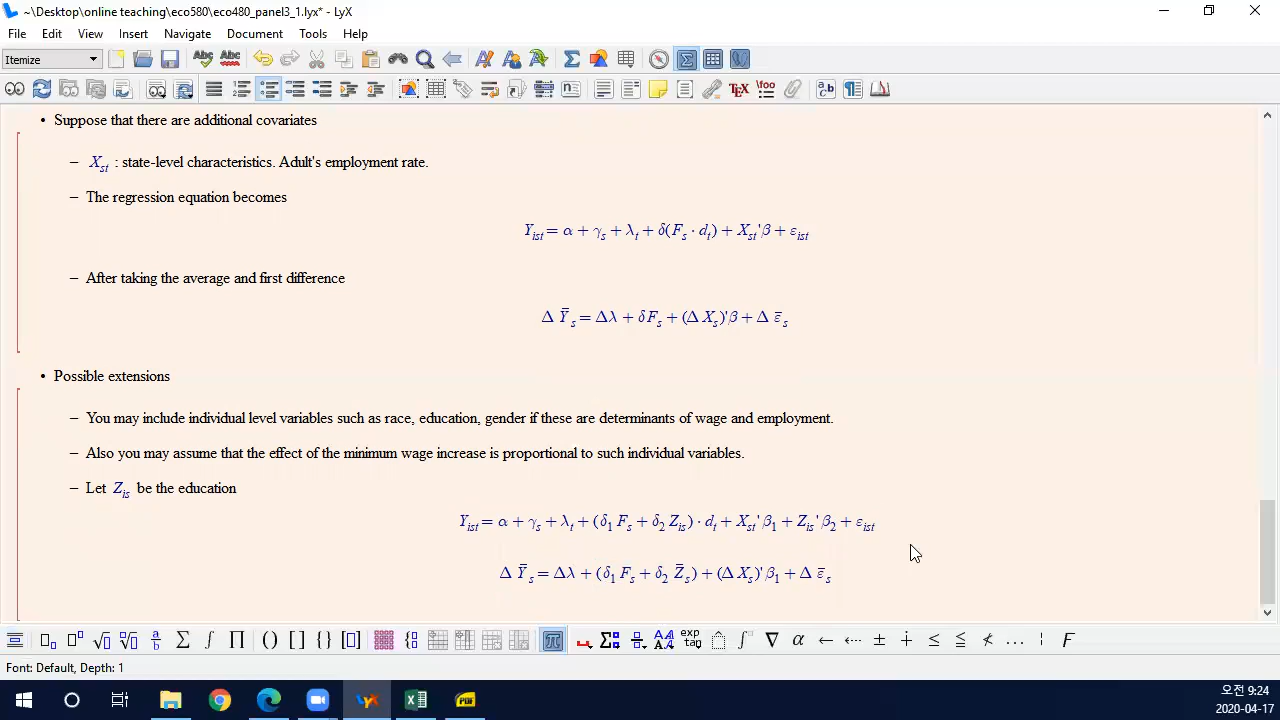 ~\Desktop\online teaching\eco580\eco480_panel3_1.lyx* - LyX
File Edit View Insert Navigate Document Tools Help
Itemize
• Suppose that there are additional covariates
– X_st : state-level characteristics. Adult's employment rate.
– The regression equation becomes
Y_ist = α + γ_s + λ_t + δ(F_s · d_t) + X_st'β + ε_ist
– After taking the average and first difference
Δ Ȳ_s = Δλ + δF_s + (Δ X_s)'β + Δ ε̄_s
• Possible extensions
– You may include individual level variables such as race, education, gender if these are determinants of wage and employment.
– Also you may assume that the effect of the minimum wage increase is proportional to such individual variables.
– Let Z_is be the education
Y_ist = α + γ_s + λ_t + (δ_1 F_s + δ_2 Z_is) · d_t + X_st'β_1 + Z_is'β_2 + ε_ist
Δ Ȳ_s = Δλ + (δ_1 F_s + δ_2 Z̄_s) + (Δ X_s)'β_1 + Δ ε̄_s
Font: Default, Depth: 1
오전 9:24
2020-04-17